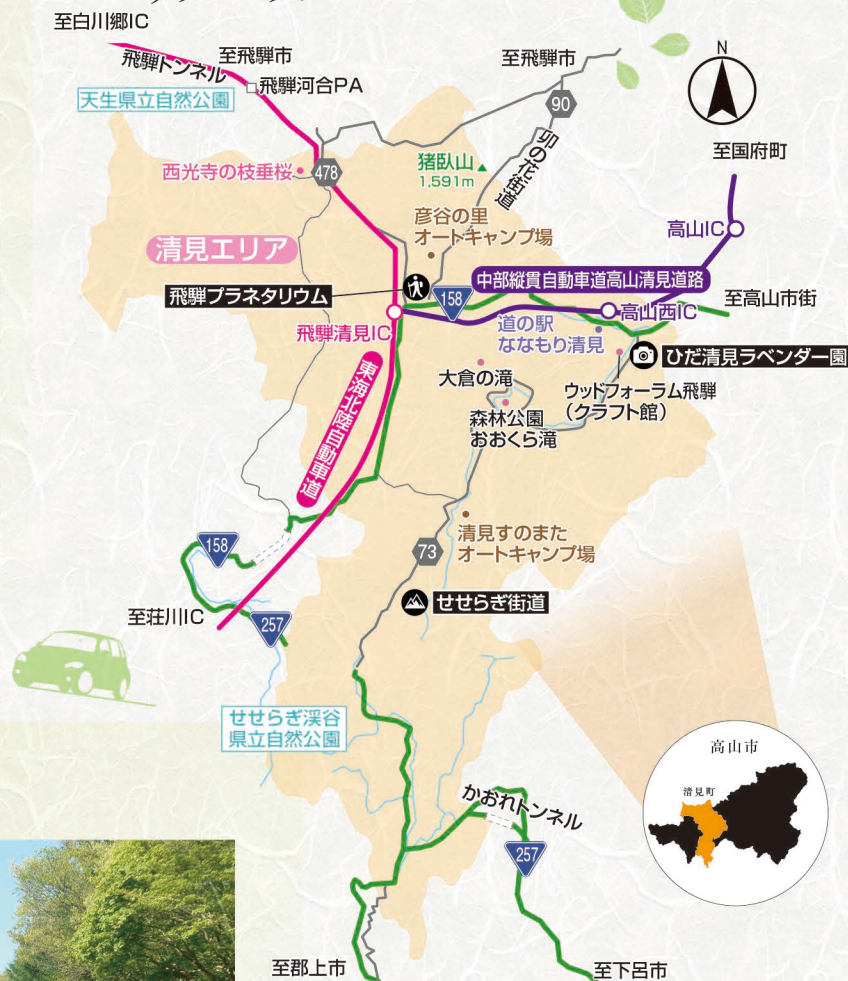 至白川郷IC
飛騨トンネル
至飛騨市
飛騨河合PA
天生県立自然公園
至飛騨市
90
卯の花街道
N
至国府町
西光寺の枝垂桜
478
猪臥山
1,591m
高山IC
清見エリア
彦谷の里
オートキャンプ場
飛騨プラネタリウム
158
中部縦貫自動車道高山清見道路
至高山市街
高山西IC
飛騨清見IC
道の駅
ななもり清見
ひだ清見ラベンダー園
東海北陸自動車道
大倉の滝
ウッドフォーラム飛騨
(クラフト館)
森林公園
おおくら滝
清見すのまた
オートキャンプ場
158
73
せせらぎ街道
至荘川IC
257
せせらぎ渓谷
県立自然公園
高山市
清見町
かおれトンネル
257
至郡上市
至下呂市